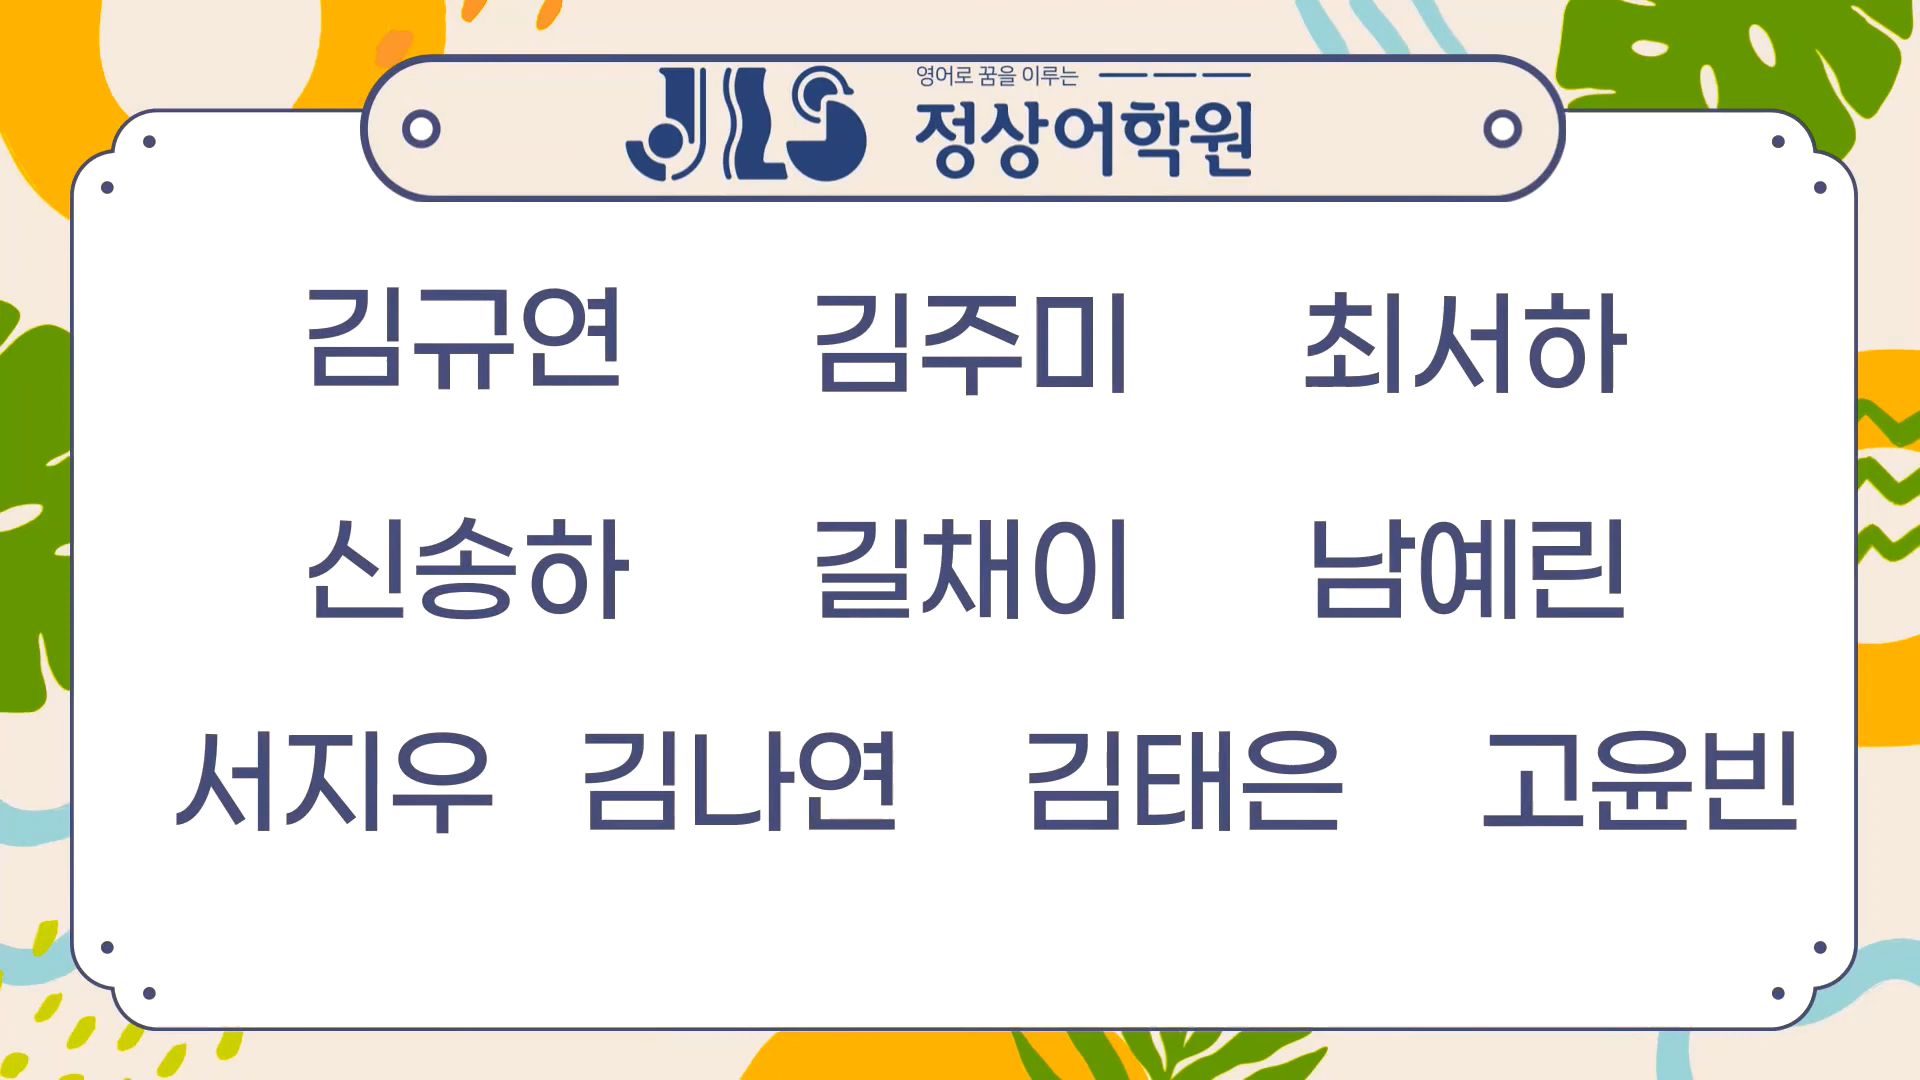 JLS
영어로 꿈을 이루는
정상어학원
김규연 김주미 최서하
신송하 길채이 남예린
서지우 김나연 김태은 고윤빈